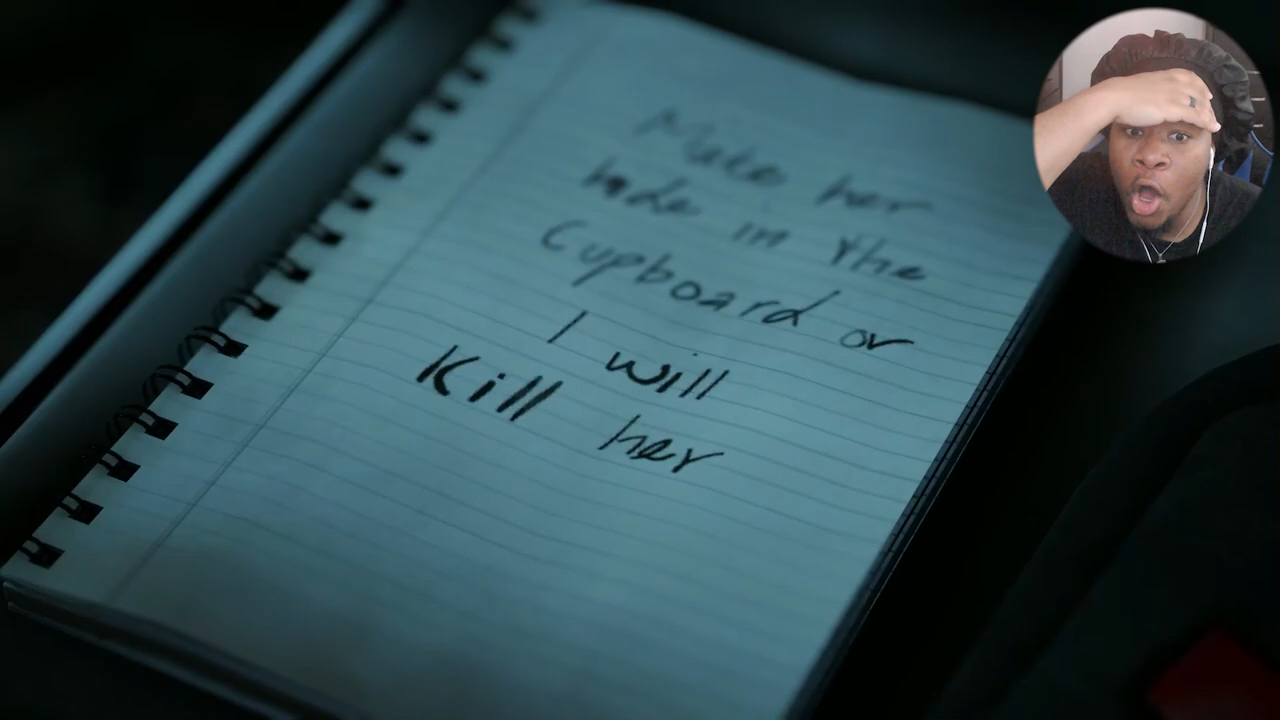 Make her
hide in the
Cupboard or
I will
Kill her